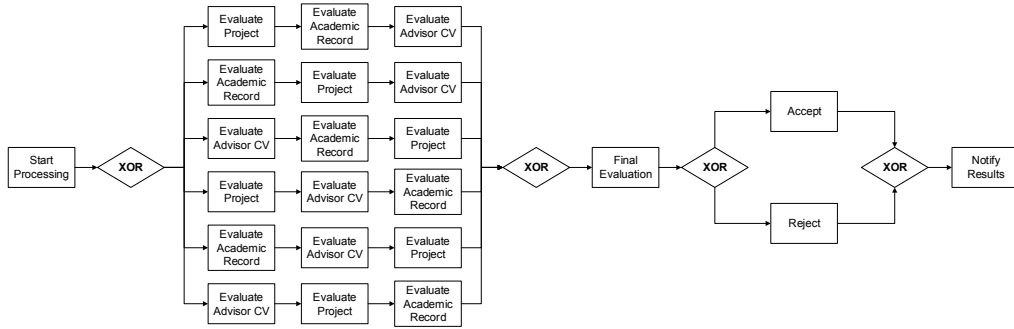 Start
Processing
XOR
Evaluate
Project
Evaluate
Academic
Record
Evaluate
Advisor CV
Evaluate
Academic
Record
Evaluate
Project
Evaluate
Advisor CV
Evaluate
Advisor CV
Evaluate
Academic
Record
Evaluate
Project
Evaluate
Project
Evaluate
Advisor CV
Evaluate
Academic
Record
Evaluate
Academic
Record
Evaluate
Advisor CV
Evaluate
Project
Evaluate
Advisor CV
Evaluate
Project
Evaluate
Academic
Record
XOR
Final
Evaluation
XOR
Accept
Reject
XOR
Notify
Results